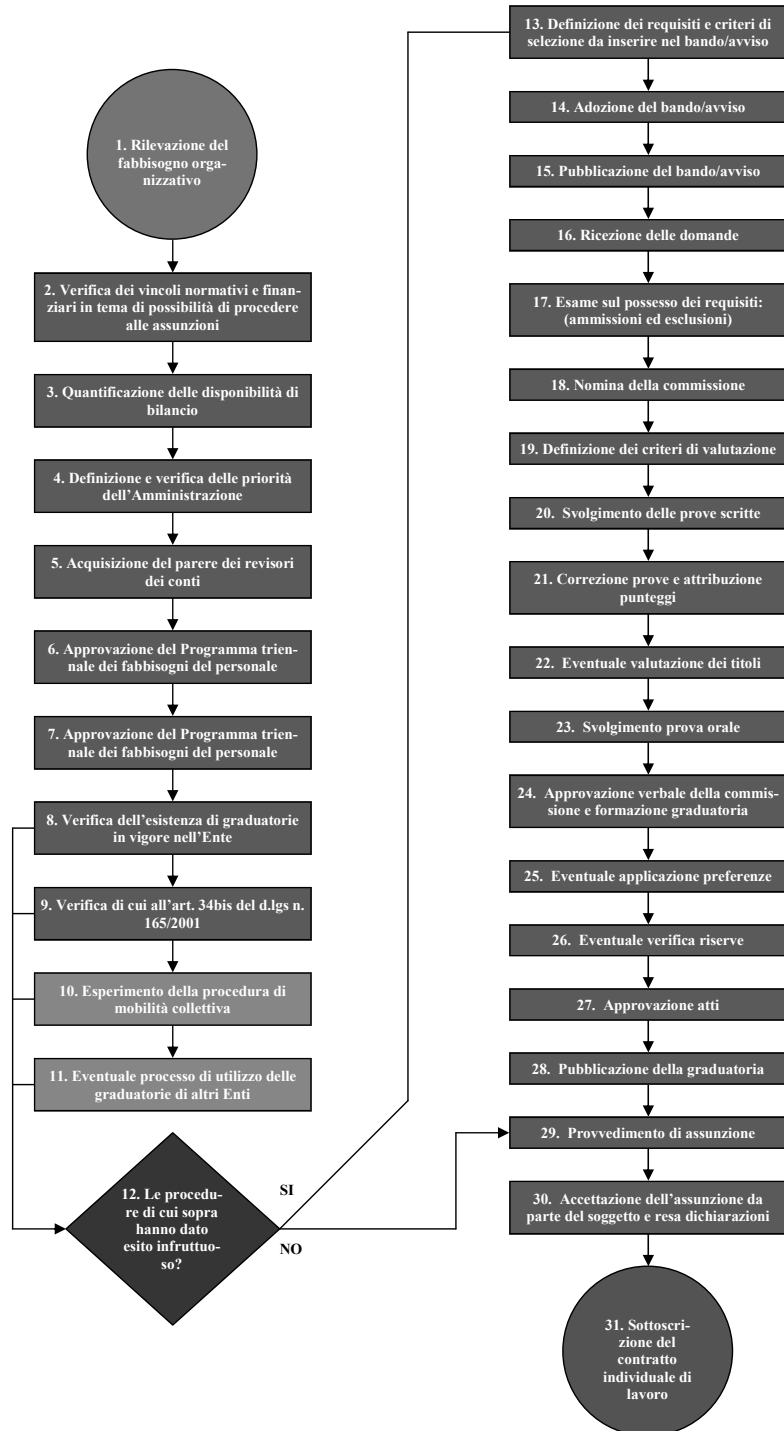 1. Rilevazione del
fabbisogno orga-
nizzativo
2. Verifica dei vincoli normativi e finan-
ziari in tema di possibilità di procedere
alle assunzioni
3. Quantificazione delle disponibilità di
bilancio
4. Definizione e verifica delle priorità
dell’Amministrazione
5. Acquisizione del parere dei revisori
dei conti
6. Approvazione del Programma trien-
nale dei fabbisogni del personale
7. Approvazione del Programma trien-
nale dei fabbisogni del personale
8. Verifica dell’esistenza di graduatorie
in vigore nell’Ente
9. Verifica di cui all’art. 34bis del d.lgs n.
165/2001
10. Esperimento della procedura di
mobilità collettiva
11. Eventuale processo di utilizzo delle
graduatorie di altri Enti
12. Le procedu-
re di cui sopra
hanno dato
esito infruttuo-
so?
SI
NO
13. Definizione dei requisiti e criteri di
selezione da inserire nel bando/avviso
14. Adozione del bando/avviso
15. Pubblicazione del bando/avviso
16. Ricezione delle domande
17. Esame sul possesso dei requisiti:
(ammissioni ed esclusioni)
18. Nomina della commissione
19. Definizione dei criteri di valutazione
20. Svolgimento delle prove scritte
21. Correzione prove e attribuzione
punteggi
22. Eventuale valutazione dei titoli
23. Svolgimento prova orale
24. Approvazione verbale della commis-
sione e formazione graduatoria
25. Eventuale applicazione preferenze
26. Eventuale verifica riserve
27. Approvazione atti
28. Pubblicazione della graduatoria
29. Provvedimento di assunzione
30. Accettazione dell’assunzione da
parte del soggetto e resa dichiarazioni
31. Sottoscri-
zione del
contratto
individuale di
lavoro